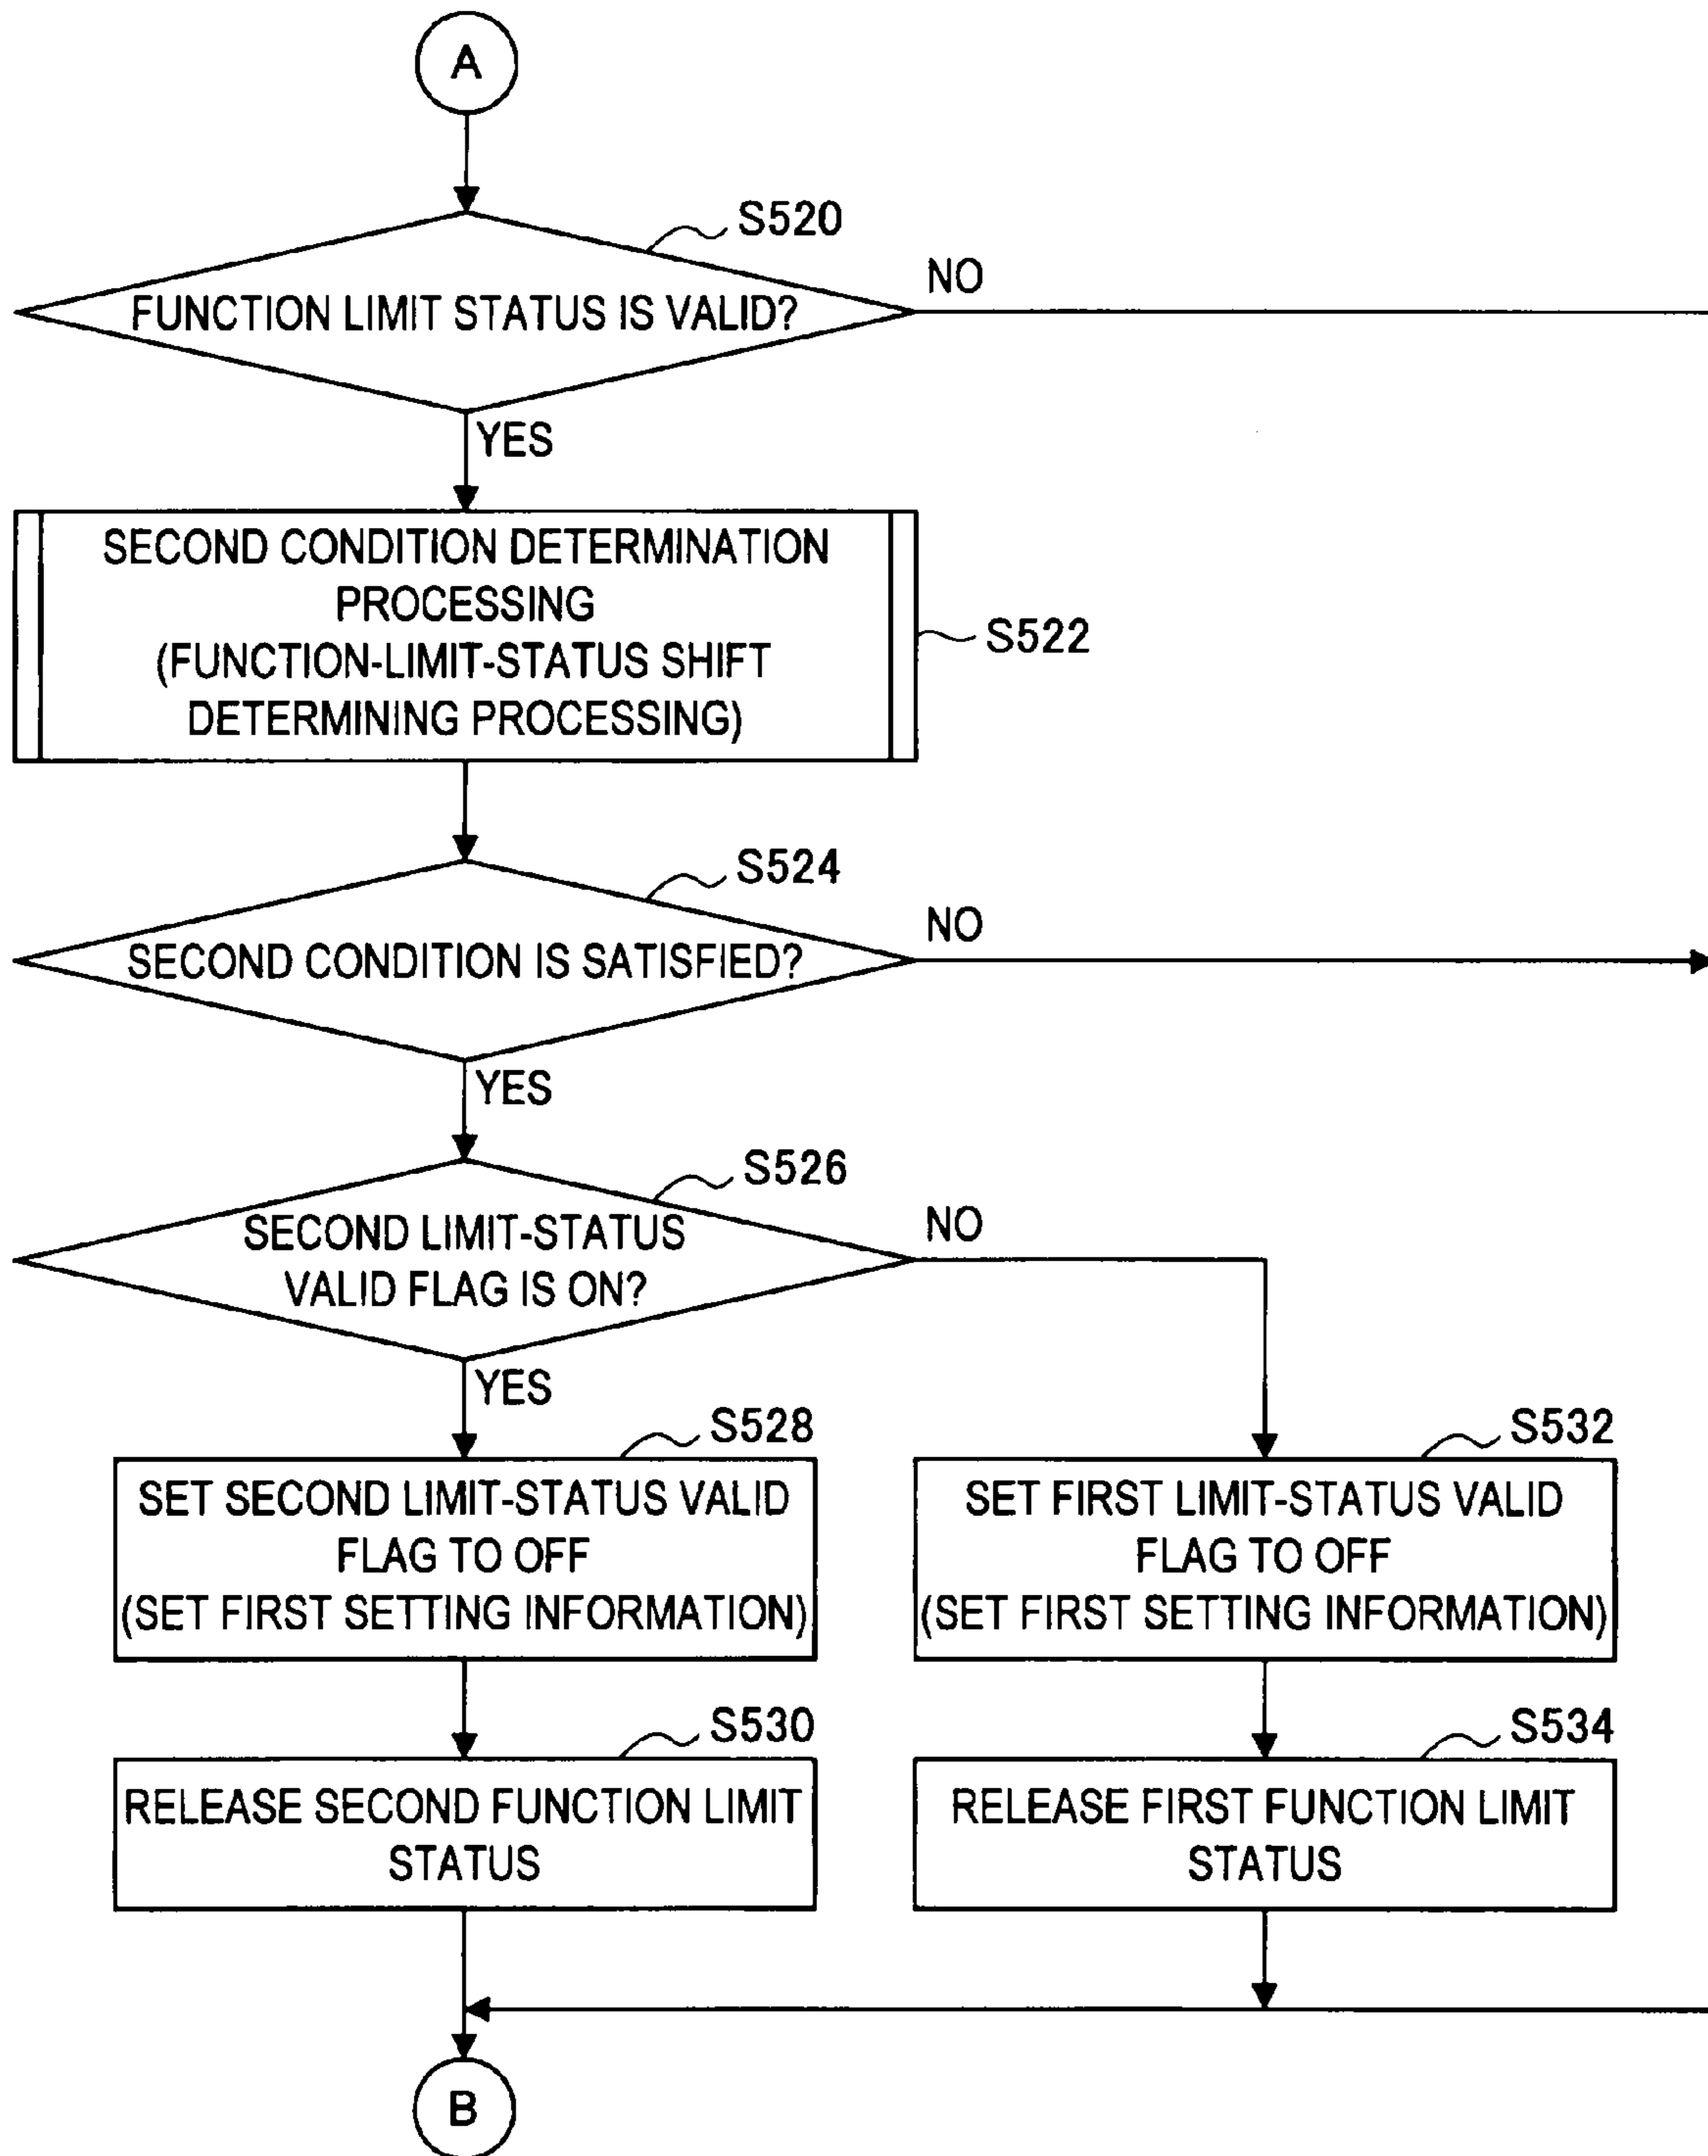 A
S520
NO
FUNCTION LIMIT STATUS IS VALID?
YES
SECOND CONDITION DETERMINATION
PROCESSING
(FUNCTION-LIMIT-STATUS SHIFT
DETERMINING PROCESSING)
S522
S524
NO
SECOND CONDITION IS SATISFIED?
YES
S526
NO
SECOND LIMIT-STATUS
VALID FLAG IS ON?
YES
S528
SET SECOND LIMIT-STATUS VALID
FLAG TO OFF
(SET FIRST SETTING INFORMATION)
S532
SET FIRST LIMIT-STATUS VALID
FLAG TO OFF
(SET FIRST SETTING INFORMATION)
S530
RELEASE SECOND FUNCTION LIMIT
STATUS
S534
RELEASE FIRST FUNCTION LIMIT
STATUS
B